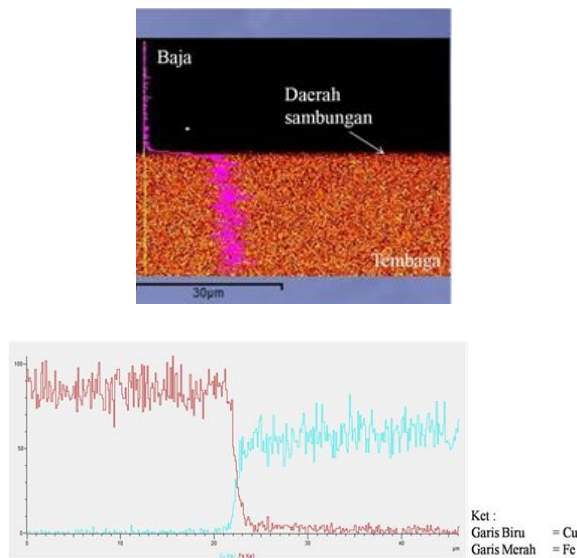 Baja
Daerah
sambungan
Tembaga
30µm
100
50
0
0
10
20
30
40
µm
Ket :
Garis Biru = Cu
Garis Merah = Fe